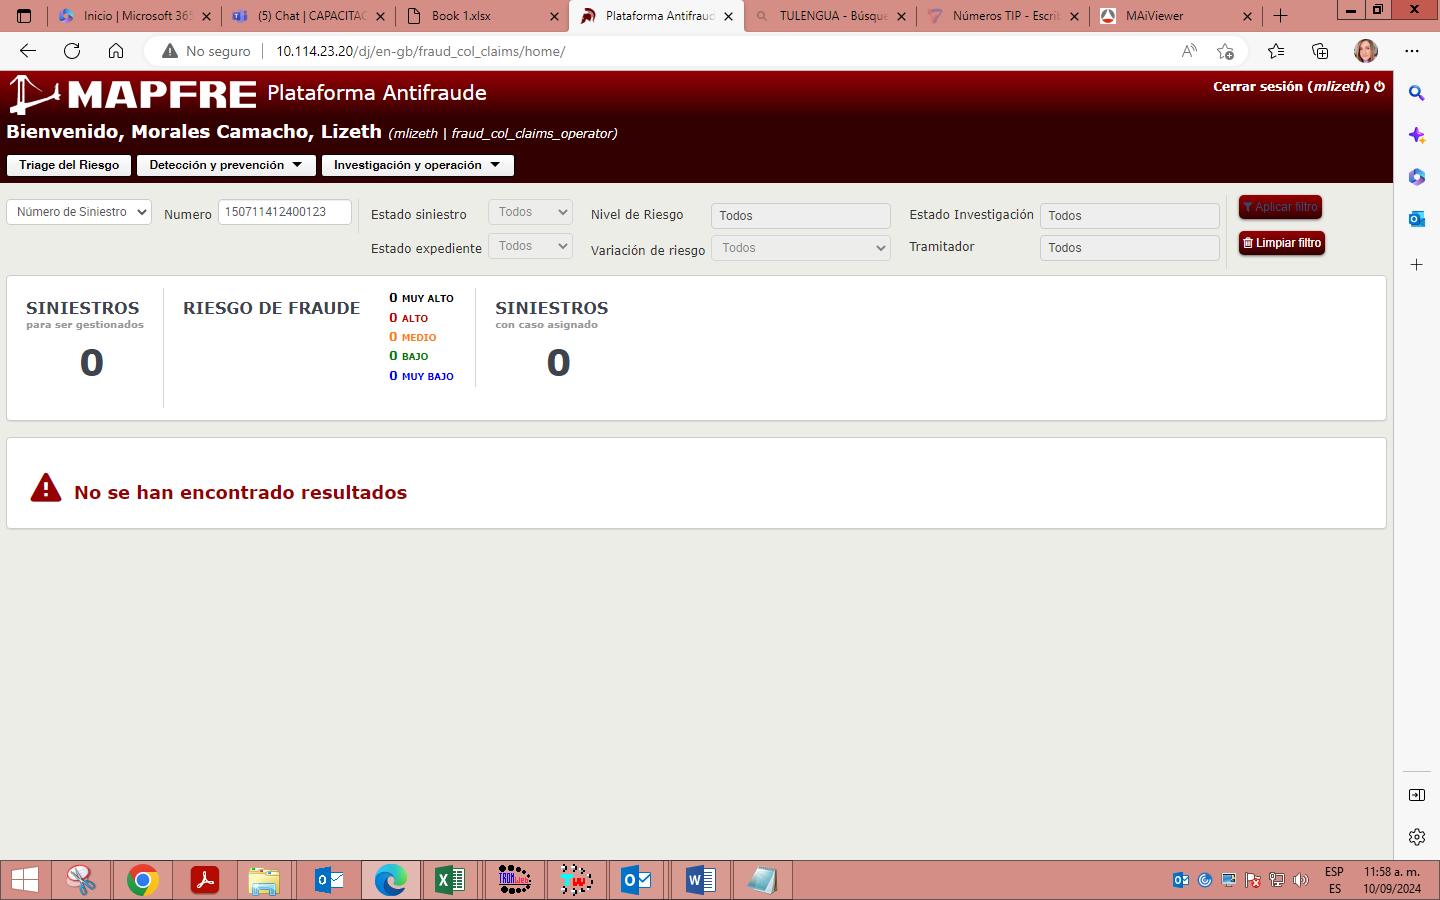 Inicio | Microsoft 365
(5) Chat | CAPACITAC
Book 1.xlsx
Plataforma Antifraud
TULENGUA - Búsque
Números TIP - Escrib
MAiViewer
No seguro
10.114.23.20/dj/en-gb/fraud_col_claims/home/
MAPFRE Plataforma Antifraude
Cerrar sesión (mlizeth)
Bienvenido, Morales Camacho, Lizeth (mlizeth | fraud_col_claims_operator)
Triage del Riesgo
Detección y prevención
Investigación y operación
Número de Siniestro
Numero
150711412400123
Estado siniestro
Todos
Nivel de Riesgo
Todos
Estado Investigación
Todos
Aplicar filtro
Estado expediente
Todos
Variación de riesgo
Todos
Tramitador
Todos
Limpiar filtro
SINIESTROS
para ser gestionados
0
RIESGO DE FRAUDE
0 MUY ALTO
0 ALTO
0 MEDIO
0 BAJO
0 MUY BAJO
SINIESTROS
con caso asignado
0
No se han encontrado resultados
TRONWeb
TW
ESP
ES
11:58 a. m.
10/09/2024